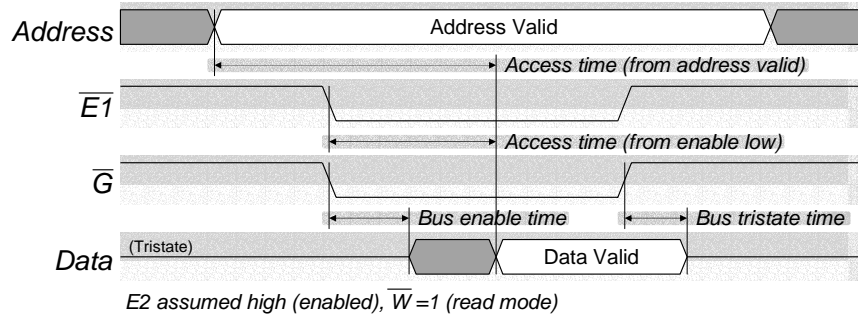 Address
Address Valid
Access time (from address valid)
E1
Access time (from enable low)
G
Bus enable time
Bus tristate time
(Tristate)
Data
Data Valid
E2 assumed high (enabled), W̅ =1 (read mode)